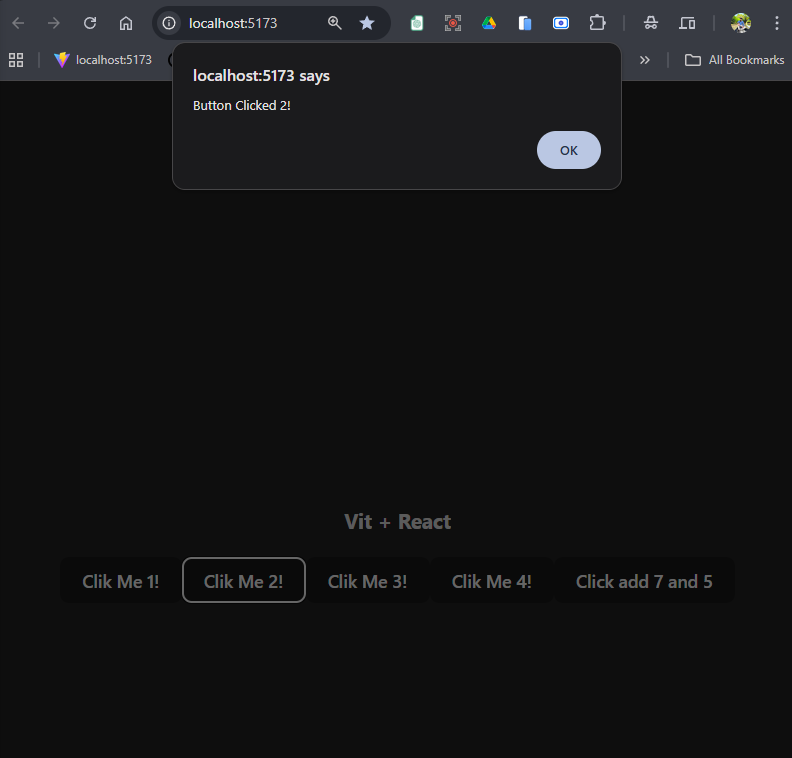 localhost:5173
localhost:5173
All Bookmarks
localhost:5173 says
Button Clicked 2!
OK
Vit + React
Clik Me 1! Clik Me 2! Clik Me 3! Clik Me 4! Click add 7 and 5